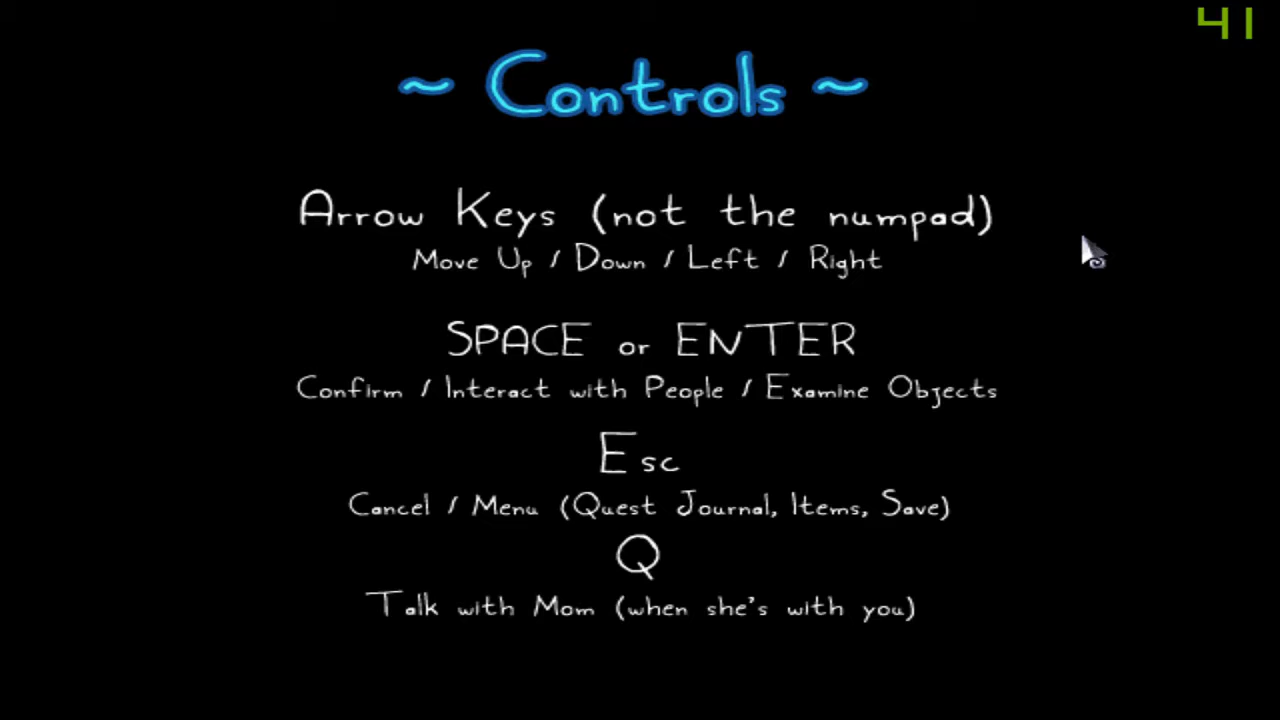 41
~ Controls ~
Arrow Keys (not the numpad)
Move Up / Down / Left / Right
SPACE or ENTER
Confirm / Interact with People / Examine Objects
Esc
Cancel / Menu (Quest Journal, Items, Save)
Q
Talk with Mom (when she's with you)